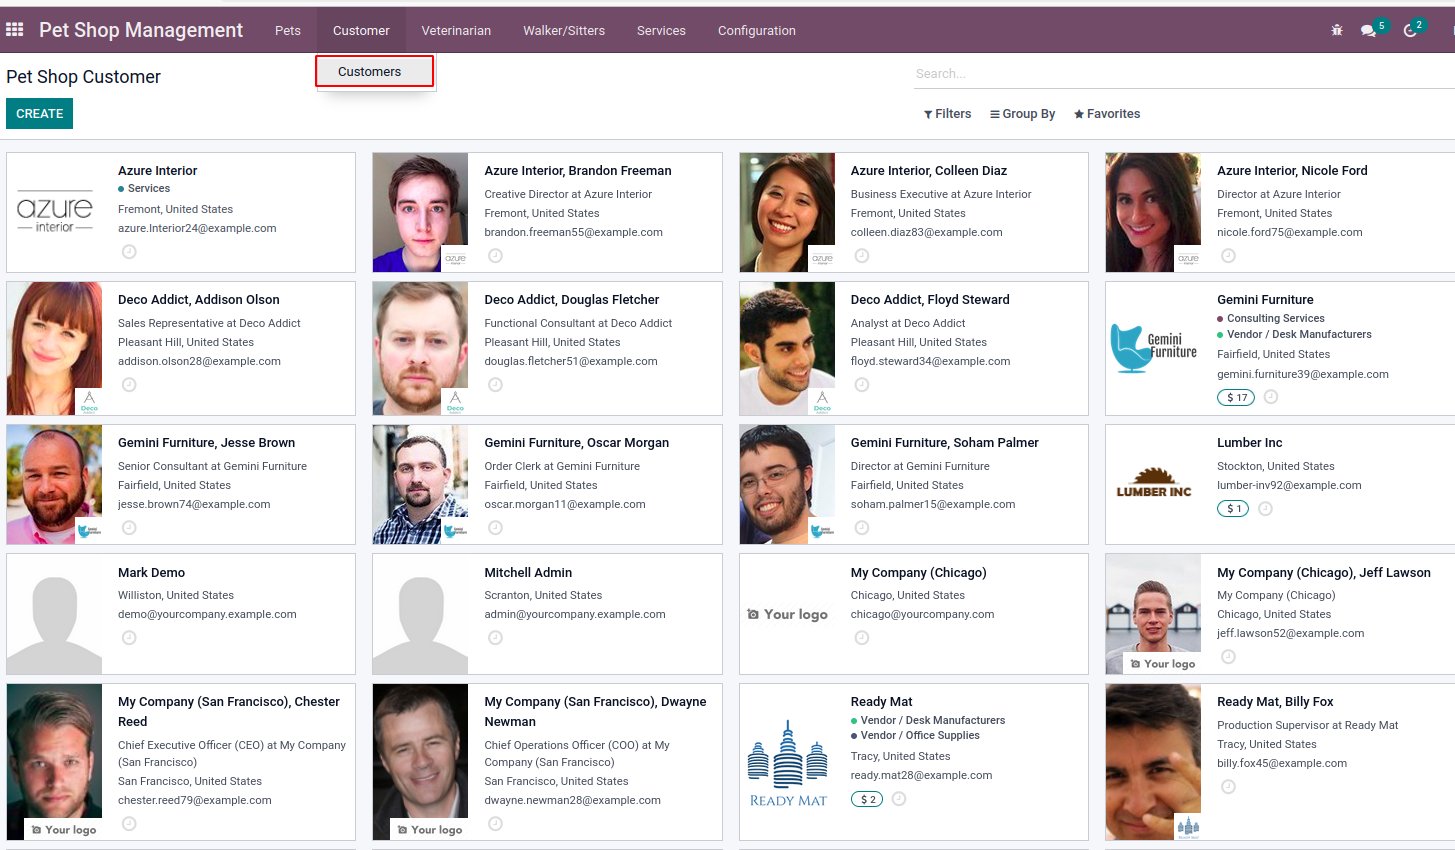 Pet Shop Management Pets Customer Veterinarian Walker/Sitters Services Configuration 5 2
Customers
Pet Shop Customer
Search...
CREATE
Filters Group By Favorites
azure
interior
Azure Interior
Services
Fremont, United States
azure.Interior24@example.com
Azure Interior, Brandon Freeman
Creative Director at Azure Interior
Fremont, United States
brandon.freeman55@example.com
azure
interior
Azure Interior, Colleen Diaz
Business Executive at Azure Interior
Fremont, United States
colleen.diaz83@example.com
azure
interior
Azure Interior, Nicole Ford
Director at Azure Interior
Fremont, United States
nicole.ford75@example.com
azure
interior
Deco Addict, Addison Olson
Sales Representative at Deco Addict
Pleasant Hill, United States
addison.olson28@example.com
Deco
Deco Addict, Douglas Fletcher
Functional Consultant at Deco Addict
Pleasant Hill, United States
douglas.fletcher51@example.com
Deco
Deco Addict, Floyd Steward
Analyst at Deco Addict
Pleasant Hill, United States
floyd.steward34@example.com
Deco
Gemini
Furniture
Gemini Furniture
Consulting Services
Vendor / Desk Manufacturers
Fairfield, United States
gemini.furniture39@example.com
$ 17
Gemini Furniture, Jesse Brown
Senior Consultant at Gemini Furniture
Fairfield, United States
jesse.brown74@example.com
Gemini Furniture, Oscar Morgan
Order Clerk at Gemini Furniture
Fairfield, United States
oscar.morgan11@example.com
Gemini Furniture, Soham Palmer
Director at Gemini Furniture
Fairfield, United States
soham.palmer15@example.com
LUMBER INC
Lumber Inc
Stockton, United States
lumber-inv92@example.com
$ 1
Mark Demo
Williston, United States
demo@yourcompany.example.com
Mitchell Admin
Scranton, United States
admin@yourcompany.example.com
Your logo
My Company (Chicago)
Chicago, United States
chicago@yourcompany.com
My Company (Chicago), Jeff Lawson
My Company (Chicago)
Chicago, United States
jeff.lawson52@example.com
Your logo
My Company (San Francisco), Chester
Reed
Chief Executive Officer (CEO) at My Company
(San Francisco)
San Francisco, United States
chester.reed79@example.com
Your logo
My Company (San Francisco), Dwayne
Newman
Chief Operations Officer (COO) at My
Company (San Francisco)
San Francisco, United States
dwayne.newman28@example.com
Your logo
READY MAT
Ready Mat
Vendor / Desk Manufacturers
Vendor / Office Supplies
Tracy, United States
ready.mat28@example.com
$ 2
Ready Mat, Billy Fox
Production Supervisor at Ready Mat
Tracy, United States
billy.fox45@example.com